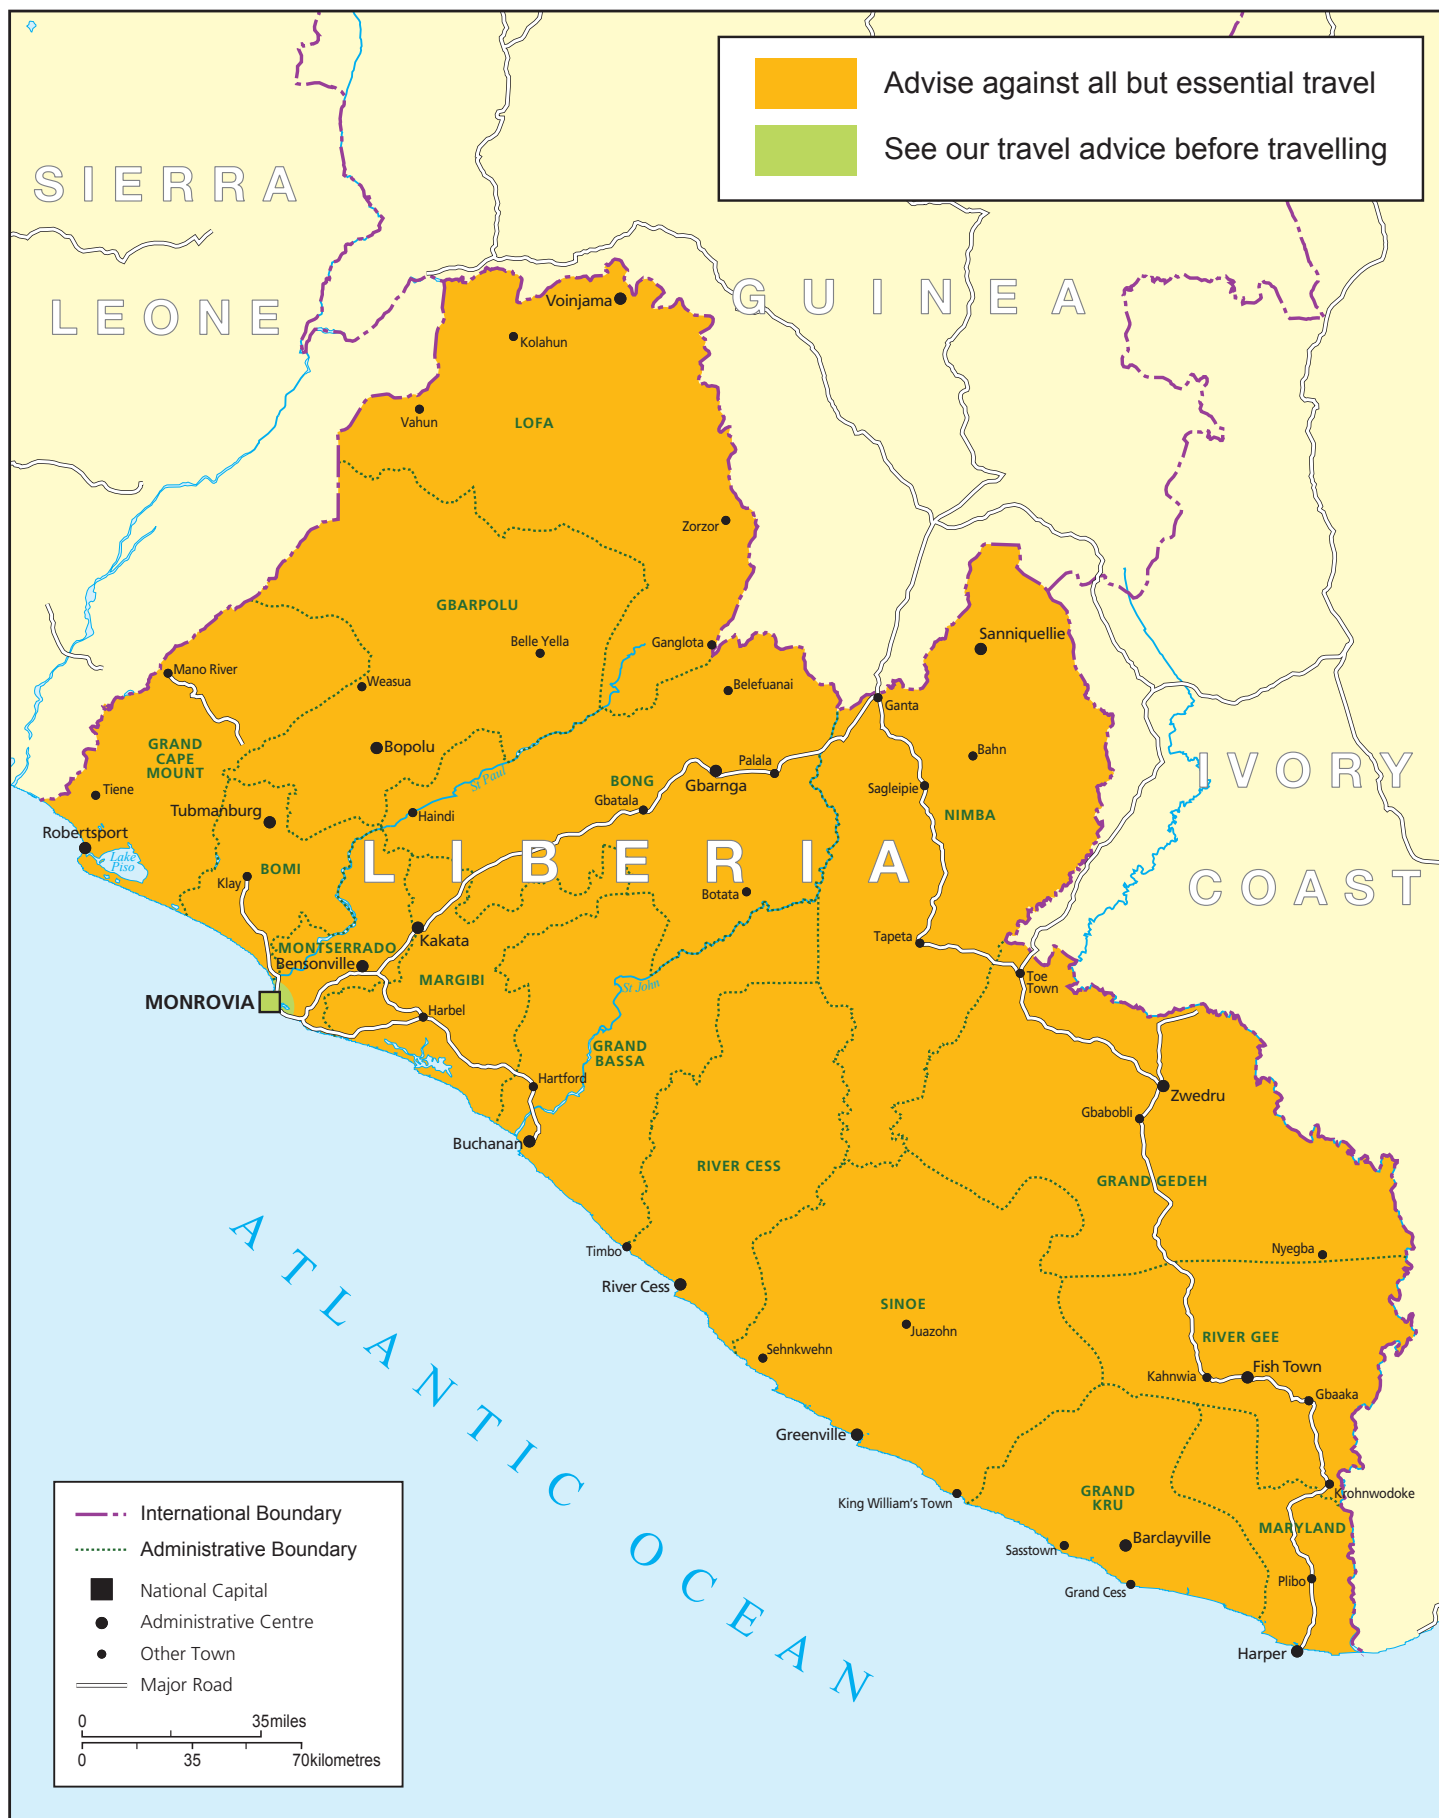 Advise against all but essential travel
See our travel advice before travelling
SIERRA
LEONE
GUINEA
IVORY
COAST
LIBERIA
Voinjama
Kolahun
Vahun
LOFA
Zorzor
GBARPOLU
Belle Yella
Ganglota
Sanniquellie
Mano River
Weasua
Belefuanai
Ganta
GRAND
CAPE
MOUNT
Bopolu
St Paul
BONG
Palala
Bahn
Gbarnga
Tiene
Tubmanburg
Haindi
Gbatala
Sagleipie
NIMBA
Robertsport
Lake
Piso
BOMI
Klay
Botata
Kakata
Tapeta
MONTSERRADO
Bensonville
MARGIBI
St John
Toe
Town
MONROVIA
Harbel
GRAND
BASSA
Hartford
Zwedru
Gbabobli
Buchanan
RIVER CESS
GRAND GEDEH
Timbo
Nyegba
River Cess
SINOE
Juazohn
RIVER GEE
Sehnkwehn
Kahnwia
Fish Town
Gbaaka
Greenville
King William's Town
GRAND
KRU
Krohnwodoke
MARYLAND
Sasstown
Barclayville
Grand Cess
Plibo
Harper
ATLANTIC OCEAN
International Boundary
Administrative Boundary
National Capital
Administrative Centre
Other Town
Major Road
0 35miles
0 35 70kilometres